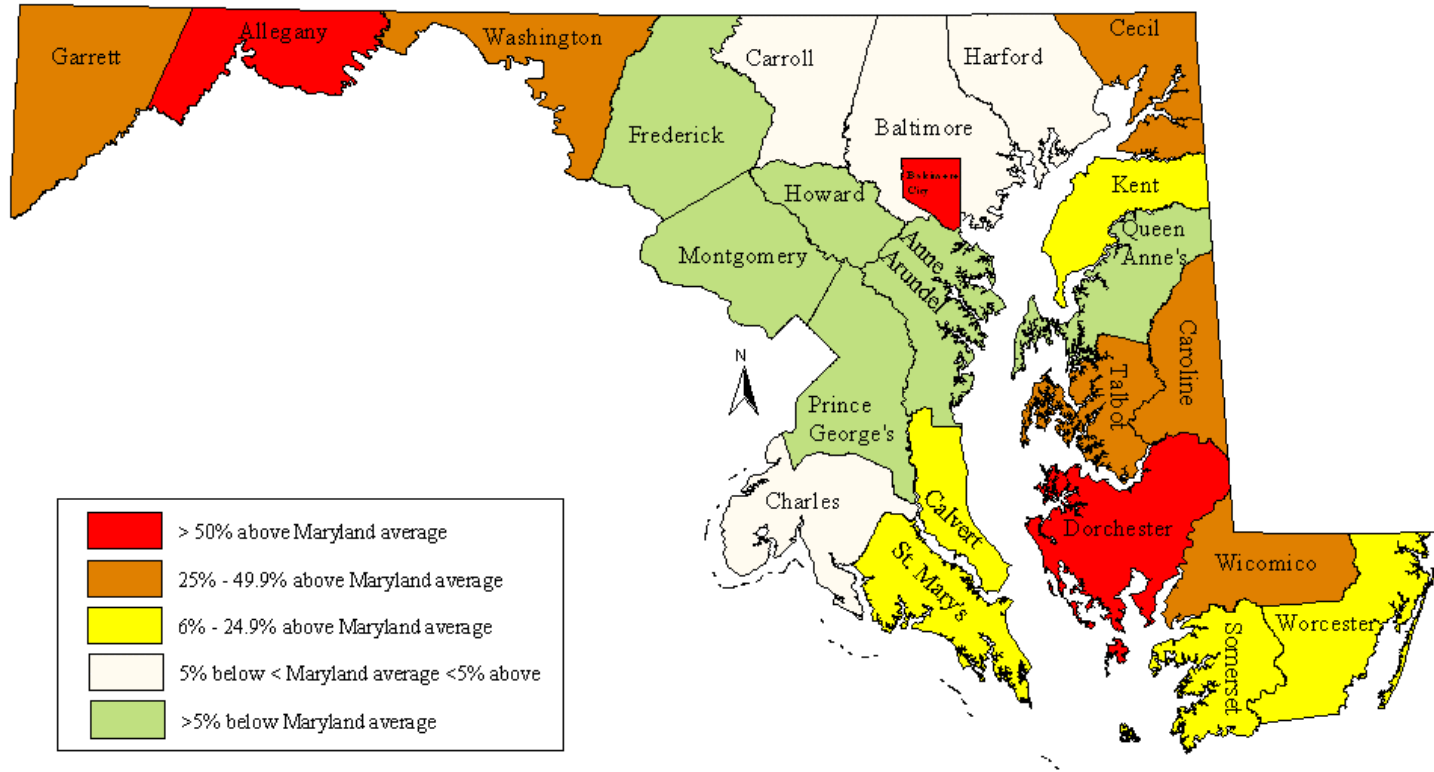 Garrett
Allegany
Washington
Frederick
Carroll
Baltimore
Harford
Cecil
Baltimore
City
Howard
Montgomery
Anne
Arundel
Kent
Queen
Anne's
Caroline
Talbot
N
Prince
George's
Charles
Calvert
St. Mary's
Dorchester
Wicomico
Somerset
Worcester
> 50% above Maryland average
25% - 49.9% above Maryland average
6% - 24.9% above Maryland average
5% below < Maryland average <5% above
>5% below Maryland average